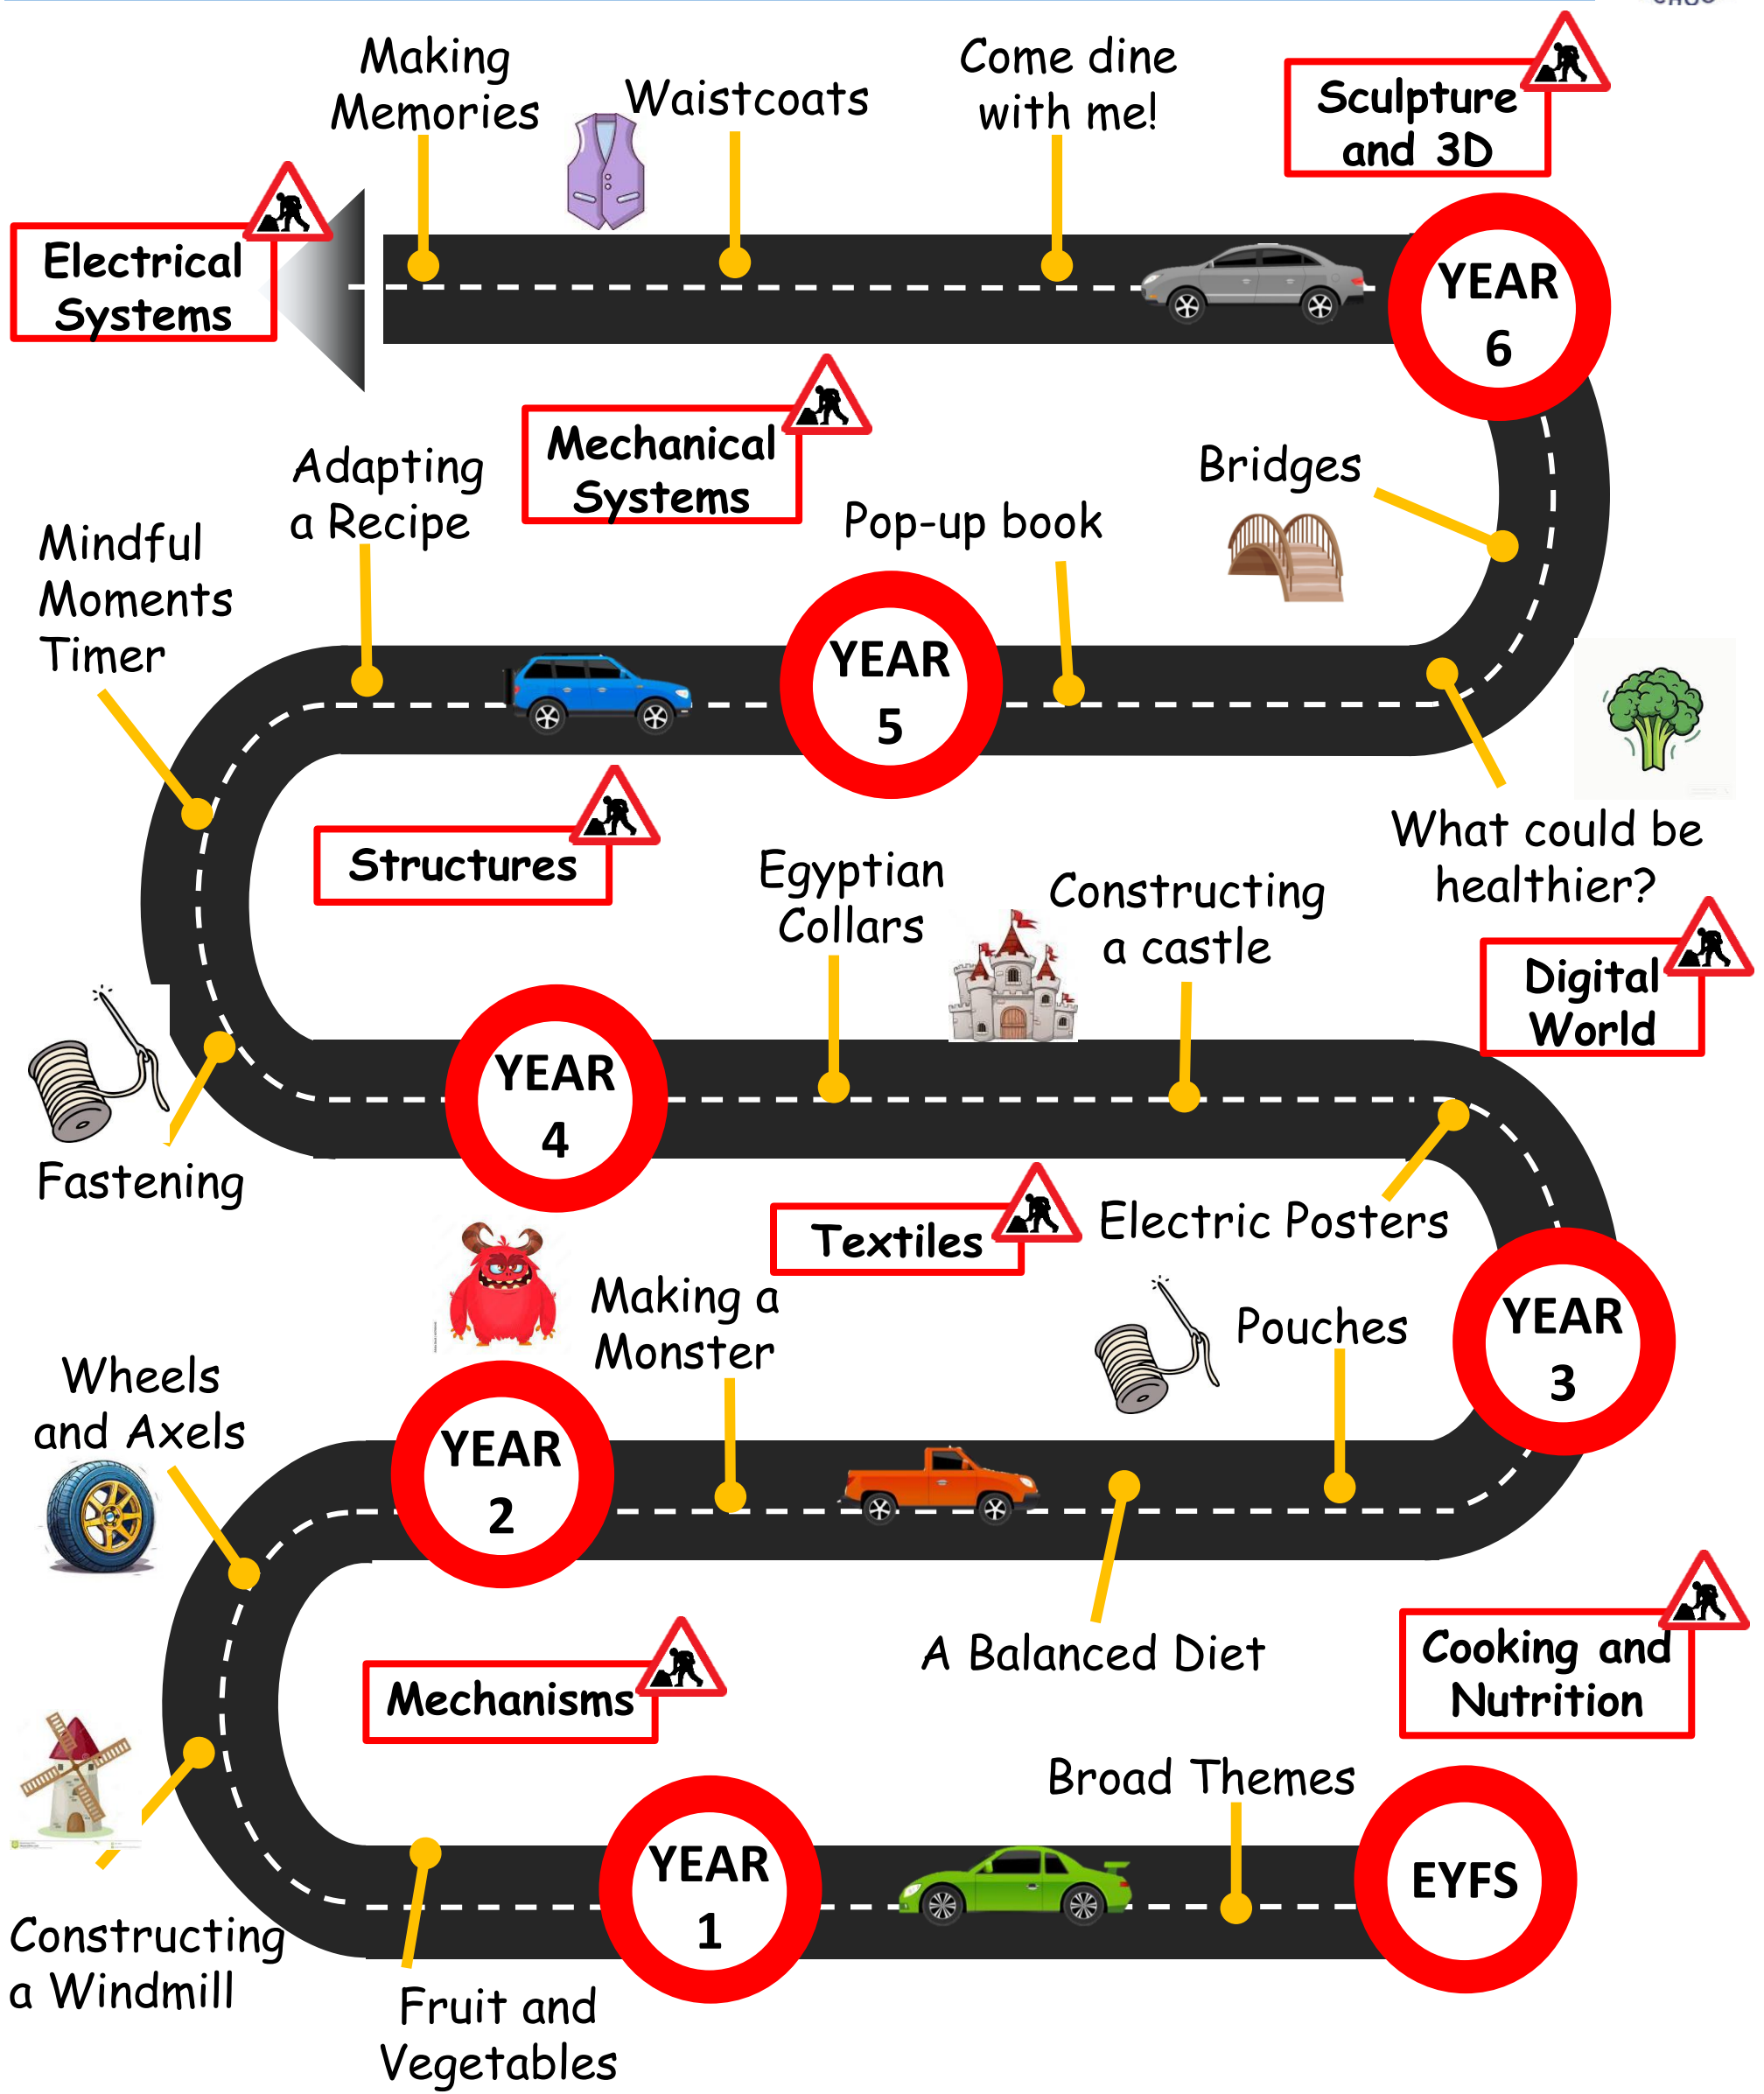 Making
Memories
Waistcoats
Come dine
with me!
Sculpture
and 3D
Electrical
Systems
YEAR
6
Mechanical
Systems
Adapting
a Recipe
Bridges
Pop-up book
Mindful
Moments
Timer
YEAR
5
What could be
healthier?
Structures
Egyptian
Collars
Constructing
a castle
Digital
World
YEAR
4
Fastening
Textiles
Electric Posters
Making a
Monster
Pouches
YEAR
3
Wheels
and Axels
YEAR
2
A Balanced Diet
Cooking and
Nutrition
Mechanisms
Broad Themes
Constructing
a Windmill
YEAR
1
EYFS
Fruit and
Vegetables